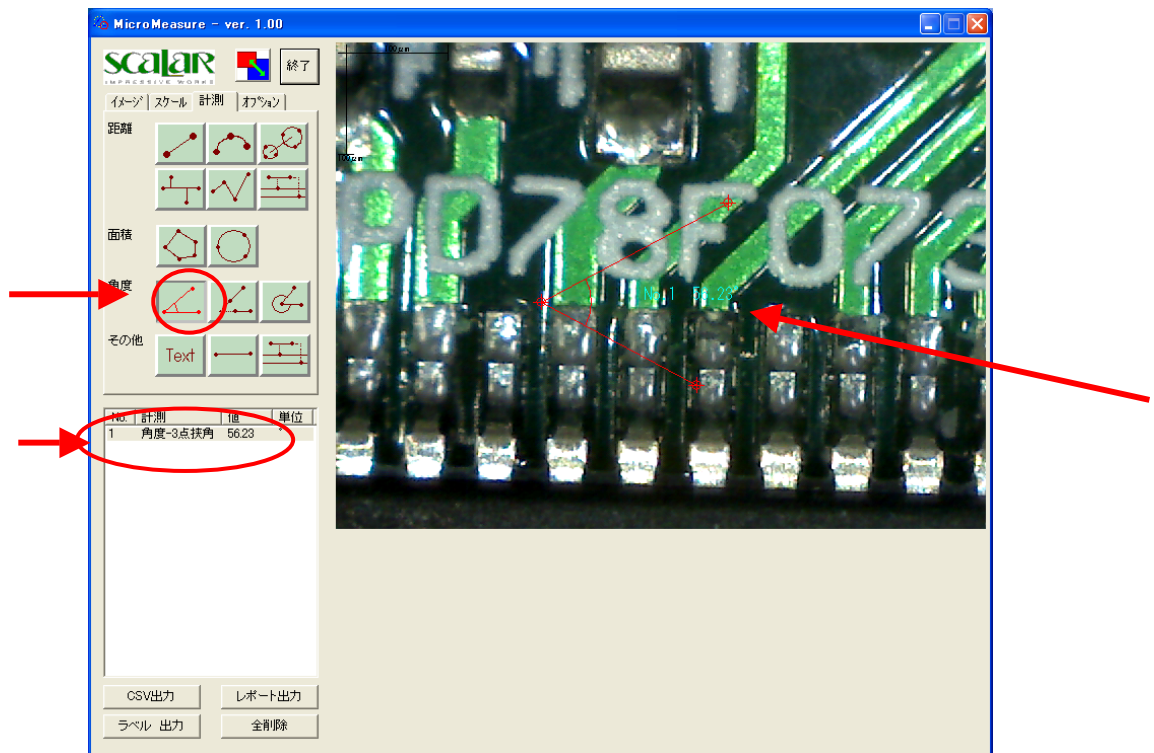 MicroMeasure - ver. 1.00
scalar
IMPRESSIVE WORKS
終了
イメージ スケール 計測 オプション
距離
面積
角度
その他
Text
No. 計測 値 単位
1 角度-3点挟角 56.23 °
CSV出力 レポート出力
ラベル 出力 全削除
100μm
100μm
PD78F073
No.1 56.23°